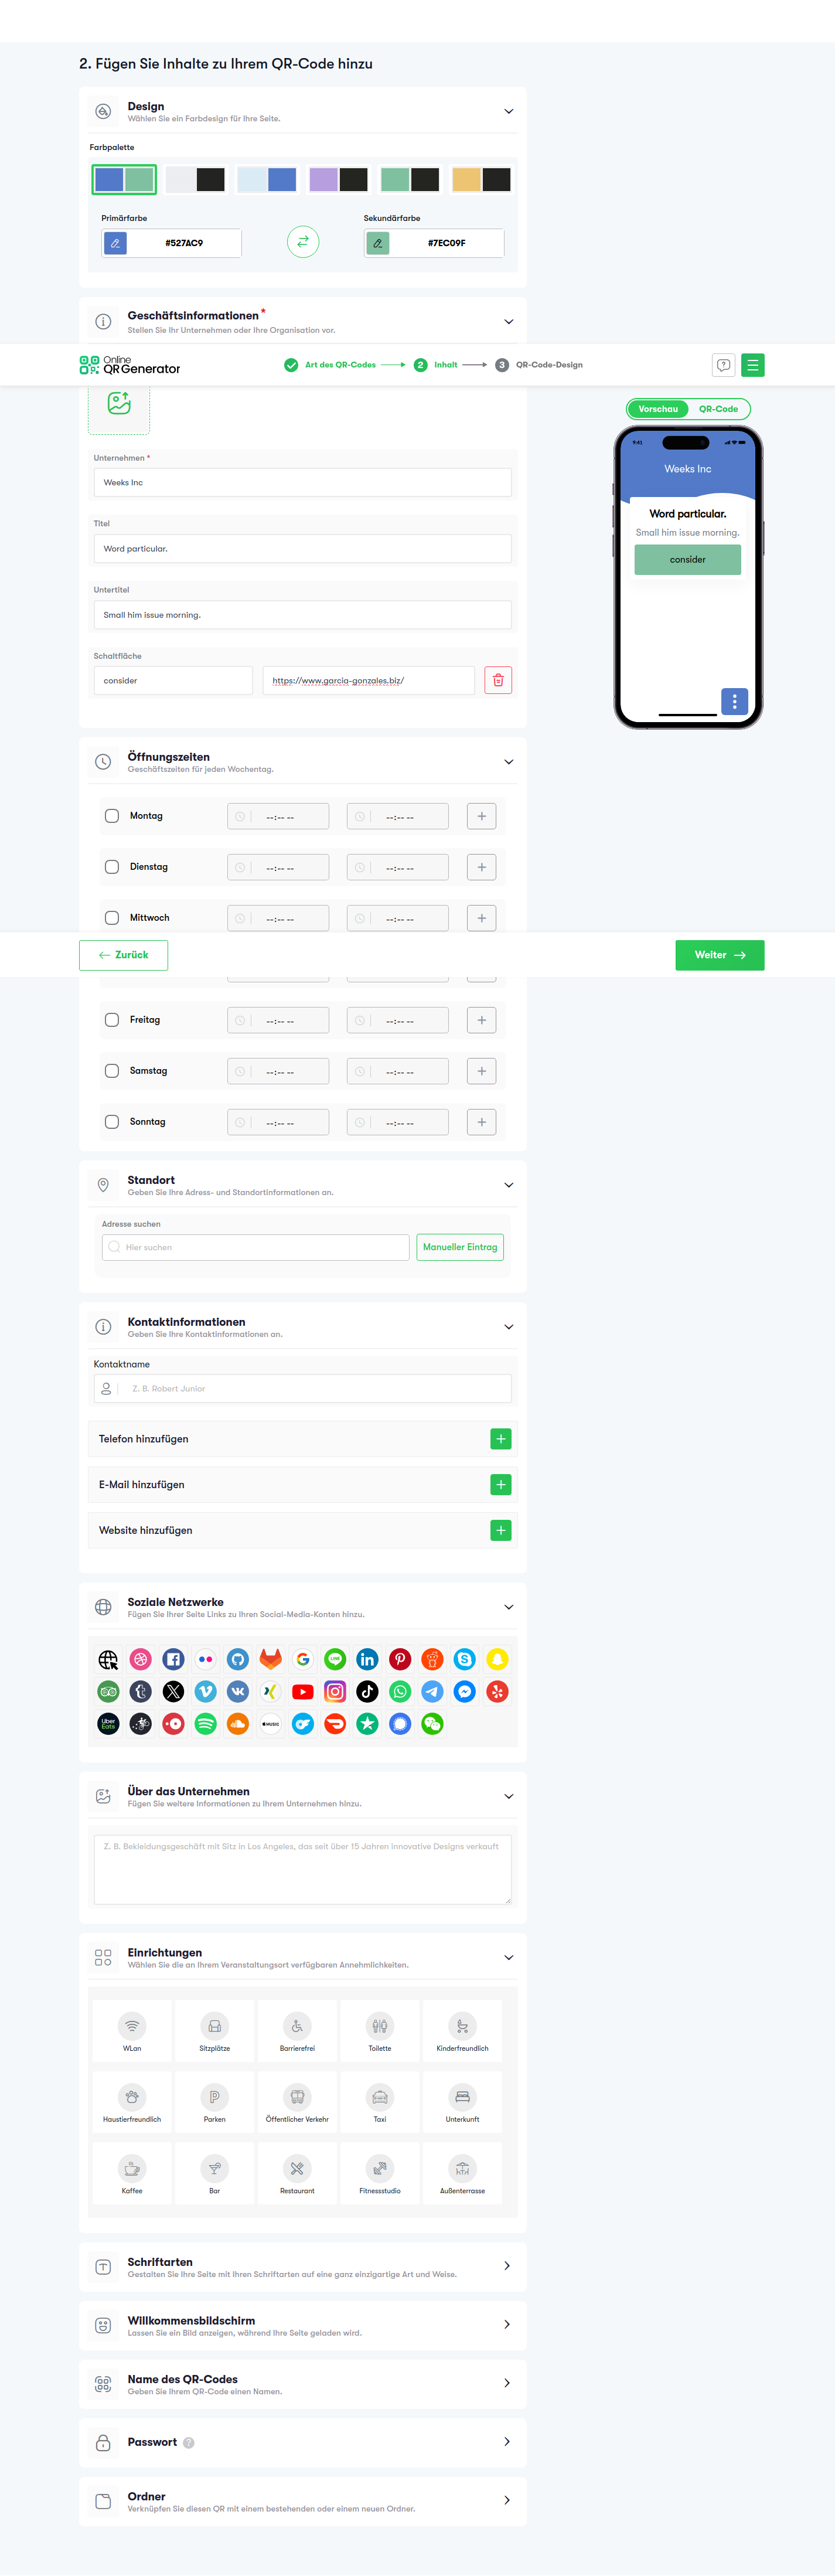 2. Fügen Sie Inhalte zu Ihrem QR-Code hinzu
Design
Wählen Sie ein Farbdesign für Ihre Seite.
Farbpalette
Primärfarbe
Sekundärfarbe
#527AC9
#7EC09F
Geschäftsinformationen *
Stellen Sie Ihr Unternehmen oder Ihre Organisation vor.
Online
QR Generator
Art des QR-Codes
2 Inhalt
3 QR-Code-Design
Vorschau
QR-Code
9:41
Weeks Inc
Word particular.
Small him issue morning.
consider
Unternehmen *
Weeks Inc
Titel
Word particular.
Untertitel
Small him issue morning.
Schaltfläche
consider
https://www.garcia-gonzales.biz/
Öffnungszeiten
Geschäftszeiten für jeden Wochentag.
Montag --:-- -- --:-- --
Dienstag --:-- -- --:-- --
Mittwoch --:-- -- --:-- --
Zurück
Weiter
Freitag --:-- -- --:-- --
Samstag --:-- -- --:-- --
Sonntag --:-- -- --:-- --
Standort
Geben Sie Ihre Adress- und Standortinformationen an.
Adresse suchen
Hier suchen
Manueller Eintrag
Kontaktinformationen
Geben Sie Ihre Kontaktinformationen an.
Kontaktname
Z. B. Robert Junior
Telefon hinzufügen
E-Mail hinzufügen
Website hinzufügen
Soziale Netzwerke
Fügen Sie Ihrer Seite Links zu Ihren Social-Media-Konten hinzu.
LINE
Uber Eats
MUSIC
Über das Unternehmen
Fügen Sie weitere Informationen zu Ihrem Unternehmen hinzu.
Z. B. Bekleidungsgeschäft mit Sitz in Los Angeles, das seit über 15 Jahren innovative Designs verkauft
Einrichtungen
Wählen Sie die an Ihrem Veranstaltungsort verfügbaren Annehmlichkeiten.
WLan
Sitzplätze
Barrierefrei
Toilette
Kinderfreundlich
Haustierfreundlich
Parken
Öffentlicher Verkehr
Taxi
Unterkunft
Kaffee
Bar
Restaurant
Fitnessstudio
Außenterrasse
Schriftarten
Gestalten Sie Ihre Seite mit Ihren Schriftarten auf eine ganz einzigartige Art und Weise.
Willkommensbildschirm
Lassen Sie ein Bild anzeigen, während Ihre Seite geladen wird.
Name des QR-Codes
Geben Sie Ihrem QR-Code einen Namen.
Passwort ?
Ordner
Verknüpfen Sie diesen QR mit einem bestehenden oder einem neuen Ordner.